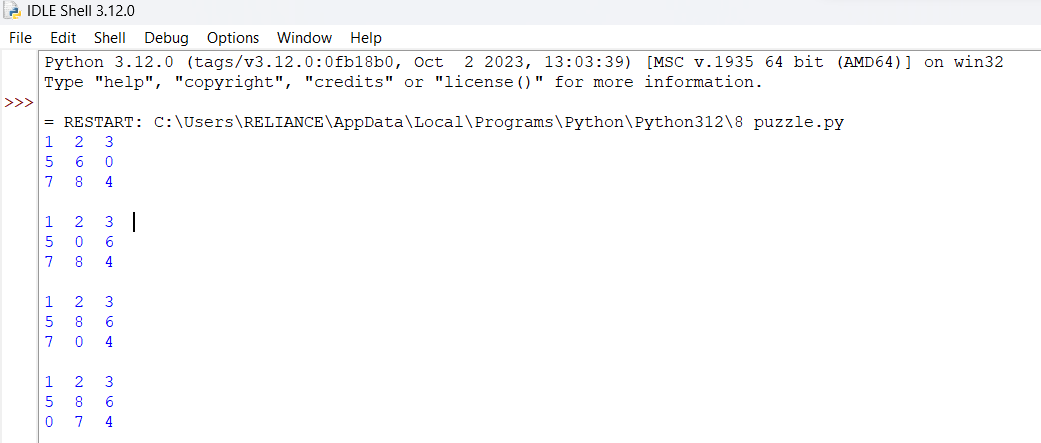 IDLE Shell 3.12.0
File Edit Shell Debug Options Window Help
Python 3.12.0 (tags/v3.12.0:0fb18b0, Oct  2 2023, 13:03:39) [MSC v.1935 64 bit (AMD64)] on win32
Type "help", "copyright", "credits" or "license()" for more information.
>>>
= RESTART: C:\Users\RELIANCE\AppData\Local\Programs\Python\Python312\8 puzzle.py
1 2 3
5 6 0
7 8 4

1 2 3
5 0 6
7 8 4

1 2 3
5 8 6
7 0 4

1 2 3
5 8 6
0 7 4